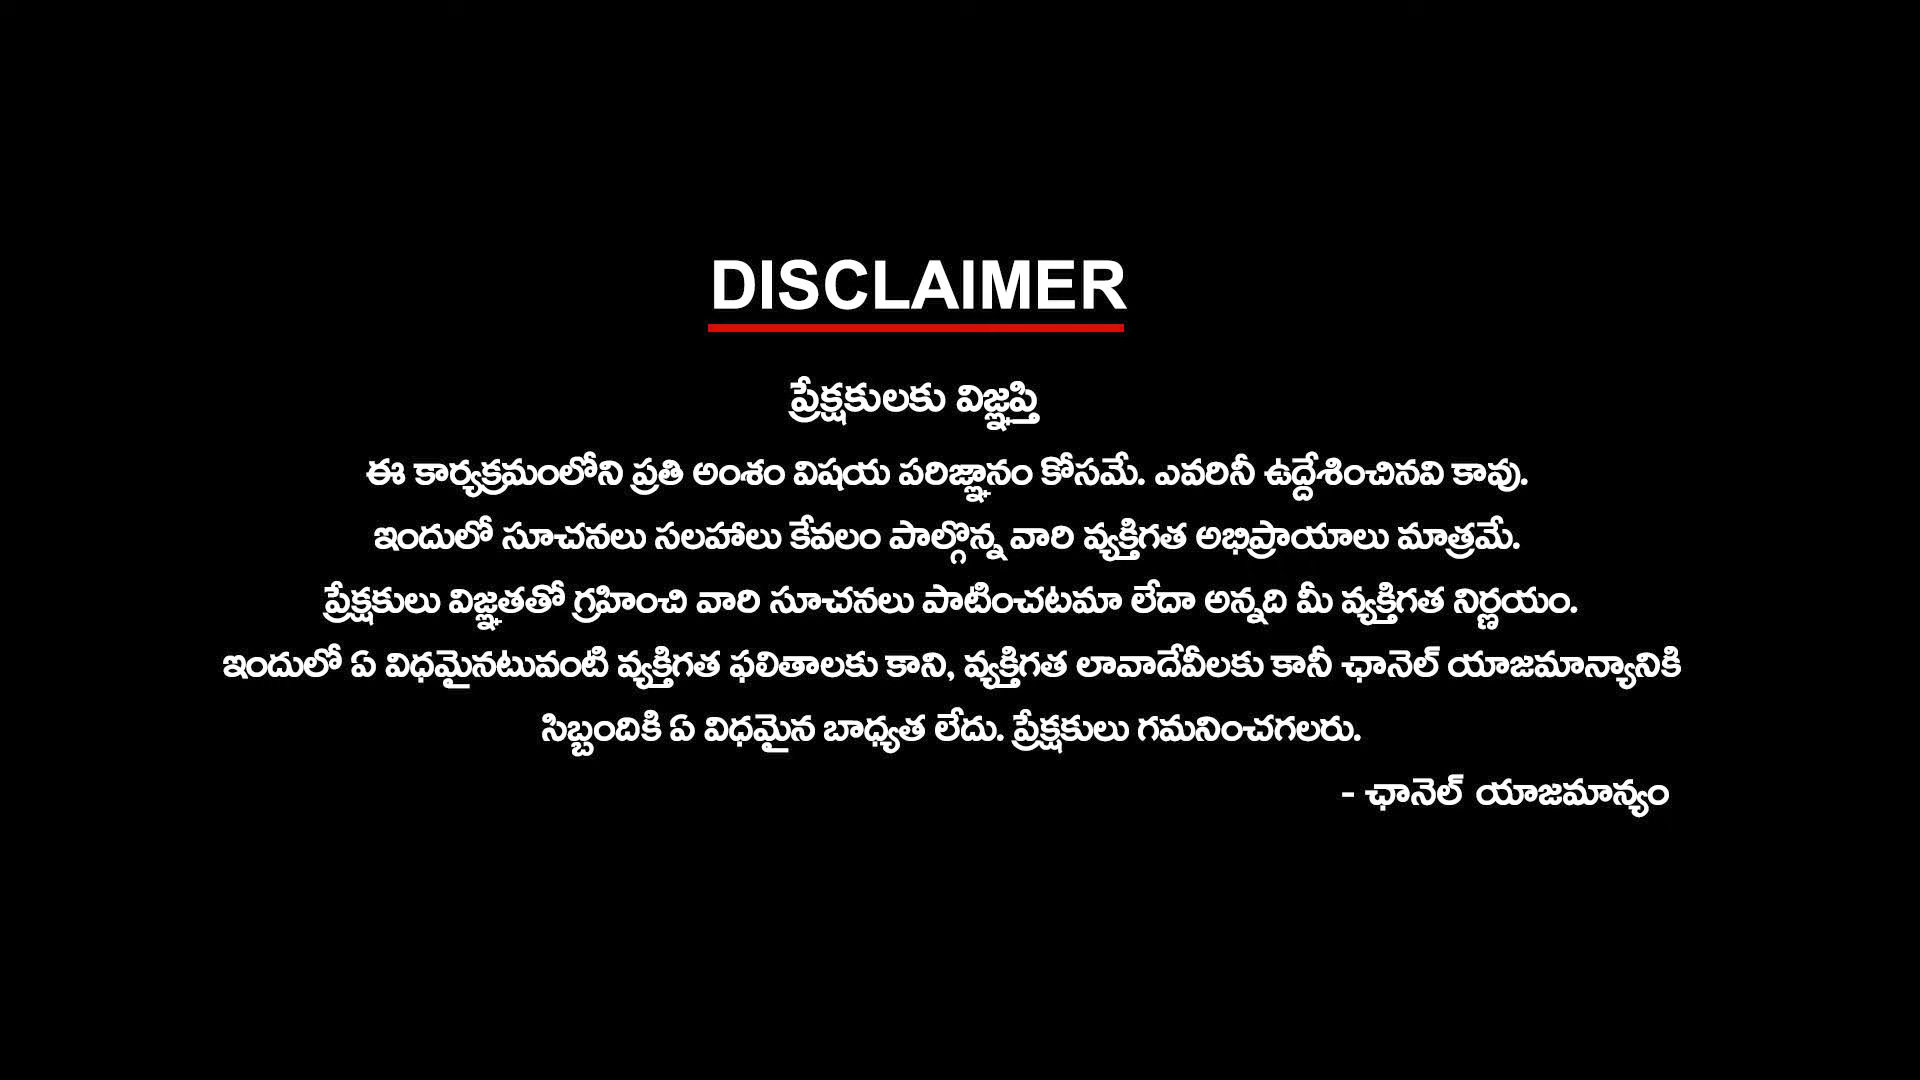 DISCLAIMER
ప్రేక్షకులకు విజ్ఞప్తి
ఈ కార్యక్రమంలోని ప్రతి అంశం విషయ పరిజ్ఞానం కోసమే. ఎవరినీ ఉద్దేశించినవి కావు.
ఇందులో సూచనలు సలహాలు కేవలం పాల్గొన్న వారి వ్యక్తిగత అభిప్రాయాలు మాత్రమే.
ప్రేక్షకులు విజ్ఞతతో గ్రహించి వారి సూచనలు పాటించటమా లేదా అన్నది మీ వ్యక్తిగత నిర్ణయం.
ఇందులో ఏ విధమైనటువంటి వ్యక్తిగత ఫలితాలకు కాని, వ్యక్తిగత లావాదేవీలకు కానీ ఛానెల్ యాజమాన్యానికి
సిబ్బందికి ఏ విధమైన బాధ్యత లేదు. ప్రేక్షకులు గమనించగలరు.
- ఛానెల్ యాజమాన్యం